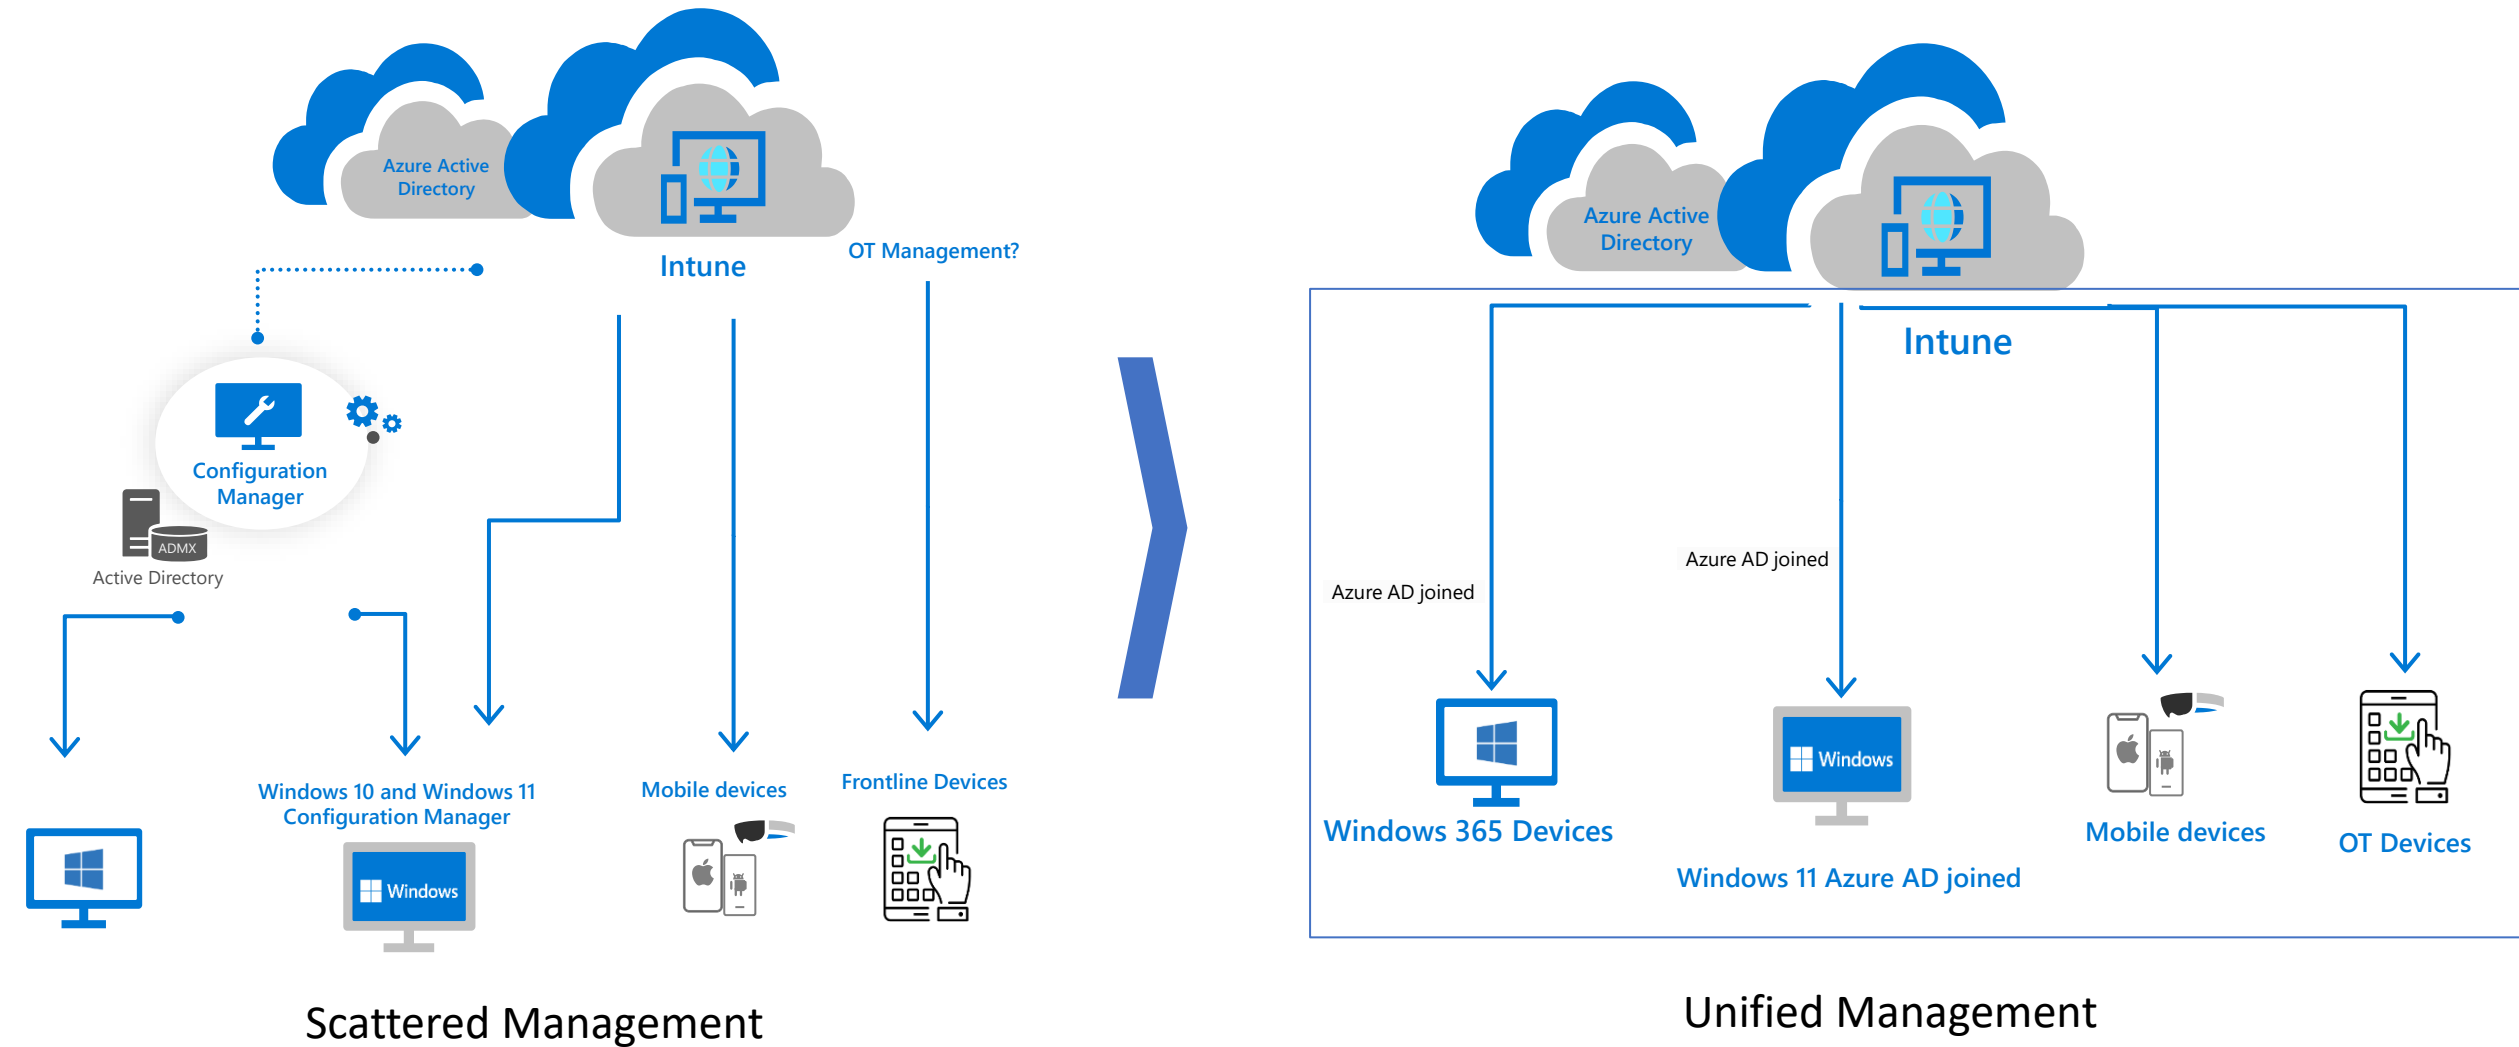 Azure Active
Directory
Intune
OT Management?
Configuration
Manager
ADMX
Active Directory
Windows 10 and Windows 11
Configuration Manager
Windows
Mobile devices
Frontline Devices
Scattered Management
Azure Active
Directory
Intune
Azure AD joined
Azure AD joined
Windows 365 Devices
Windows
Windows 11 Azure AD joined
Mobile devices
OT Devices
Unified Management